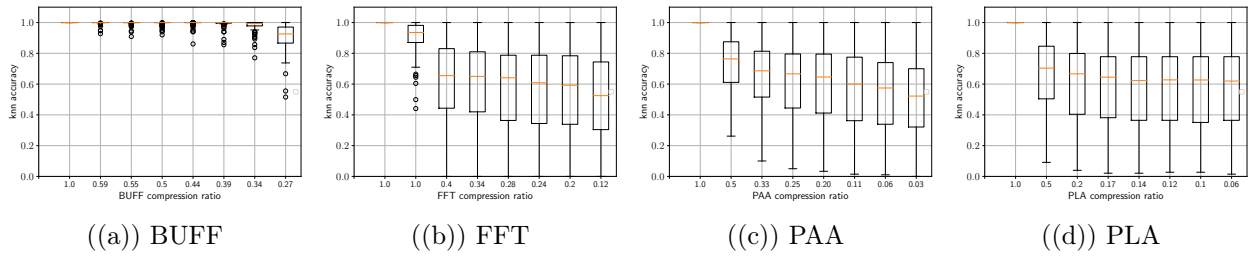 1.0
0.8
0.6
0.4
0.2
0.0
knn accuracy
1.0 0.59 0.55 0.5 0.44 0.39 0.34 0.27
BUFF compression ratio
((a)) BUFF
1.0
0.8
0.6
0.4
0.2
0.0
knn accuracy
1.0 1.0 0.4 0.34 0.28 0.24 0.2 0.12
FFT compression ratio
((b)) FFT
1.0
0.8
0.6
0.4
0.2
0.0
knn accuracy
1.0 0.5 0.33 0.25 0.20 0.11 0.06 0.03
PAA compression ratio
((c)) PAA
1.0
0.8
0.6
0.4
0.2
0.0
knn accuracy
1.0 0.5 0.2 0.17 0.14 0.12 0.1 0.06
PLA compression ratio
((d)) PLA